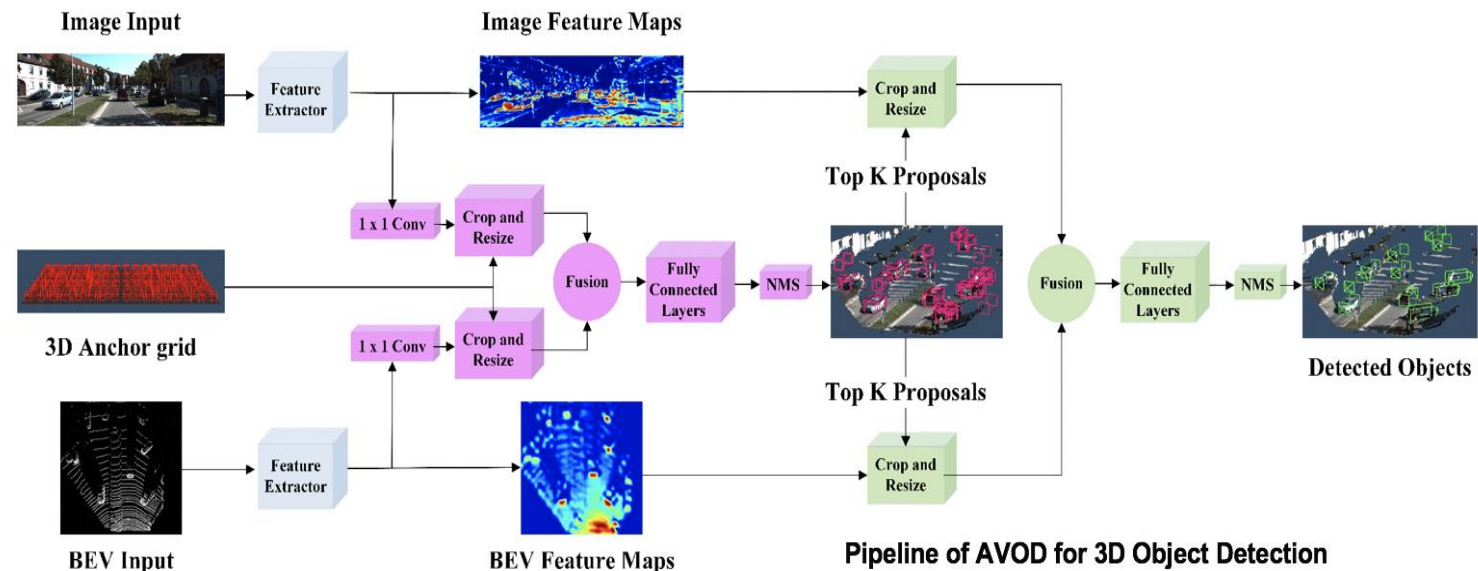 Image Input
Image Feature Maps
Feature
Extractor
Crop and
Resize
Top K Proposals
1 x 1 Conv
Crop and
Resize
Fusion
Fully
Connected
Layers
NMS
Fusion
Fully
Connected
Layers
NMS
3D Anchor grid
1 x 1 Conv
Crop and
Resize
Detected Objects
Top K Proposals
Feature
Extractor
Crop and
Resize
BEV Input
BEV Feature Maps
Pipeline of AVOD for 3D Object Detection